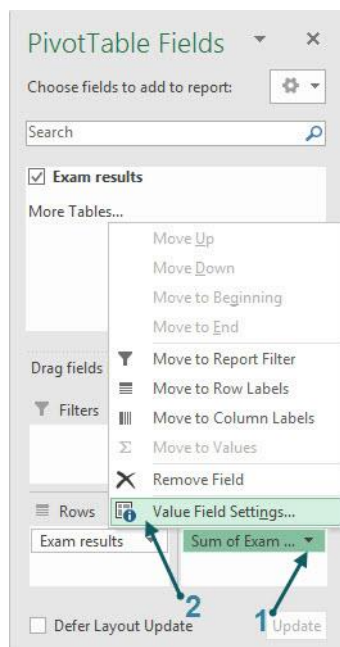 PivotTable Fields
Choose fields to add to report:
Search
Exam results
More Tables...
Move Up
Move Down
Move to Beginning
Move to End
Move to Report Filter
Move to Row Labels
Move to Column Labels
Move to Values
Remove Field
Value Field Settings...
Drag fields
Filters
Rows
Exam results
Sum of Exam ...
2
1
Defer Layout Update
Update